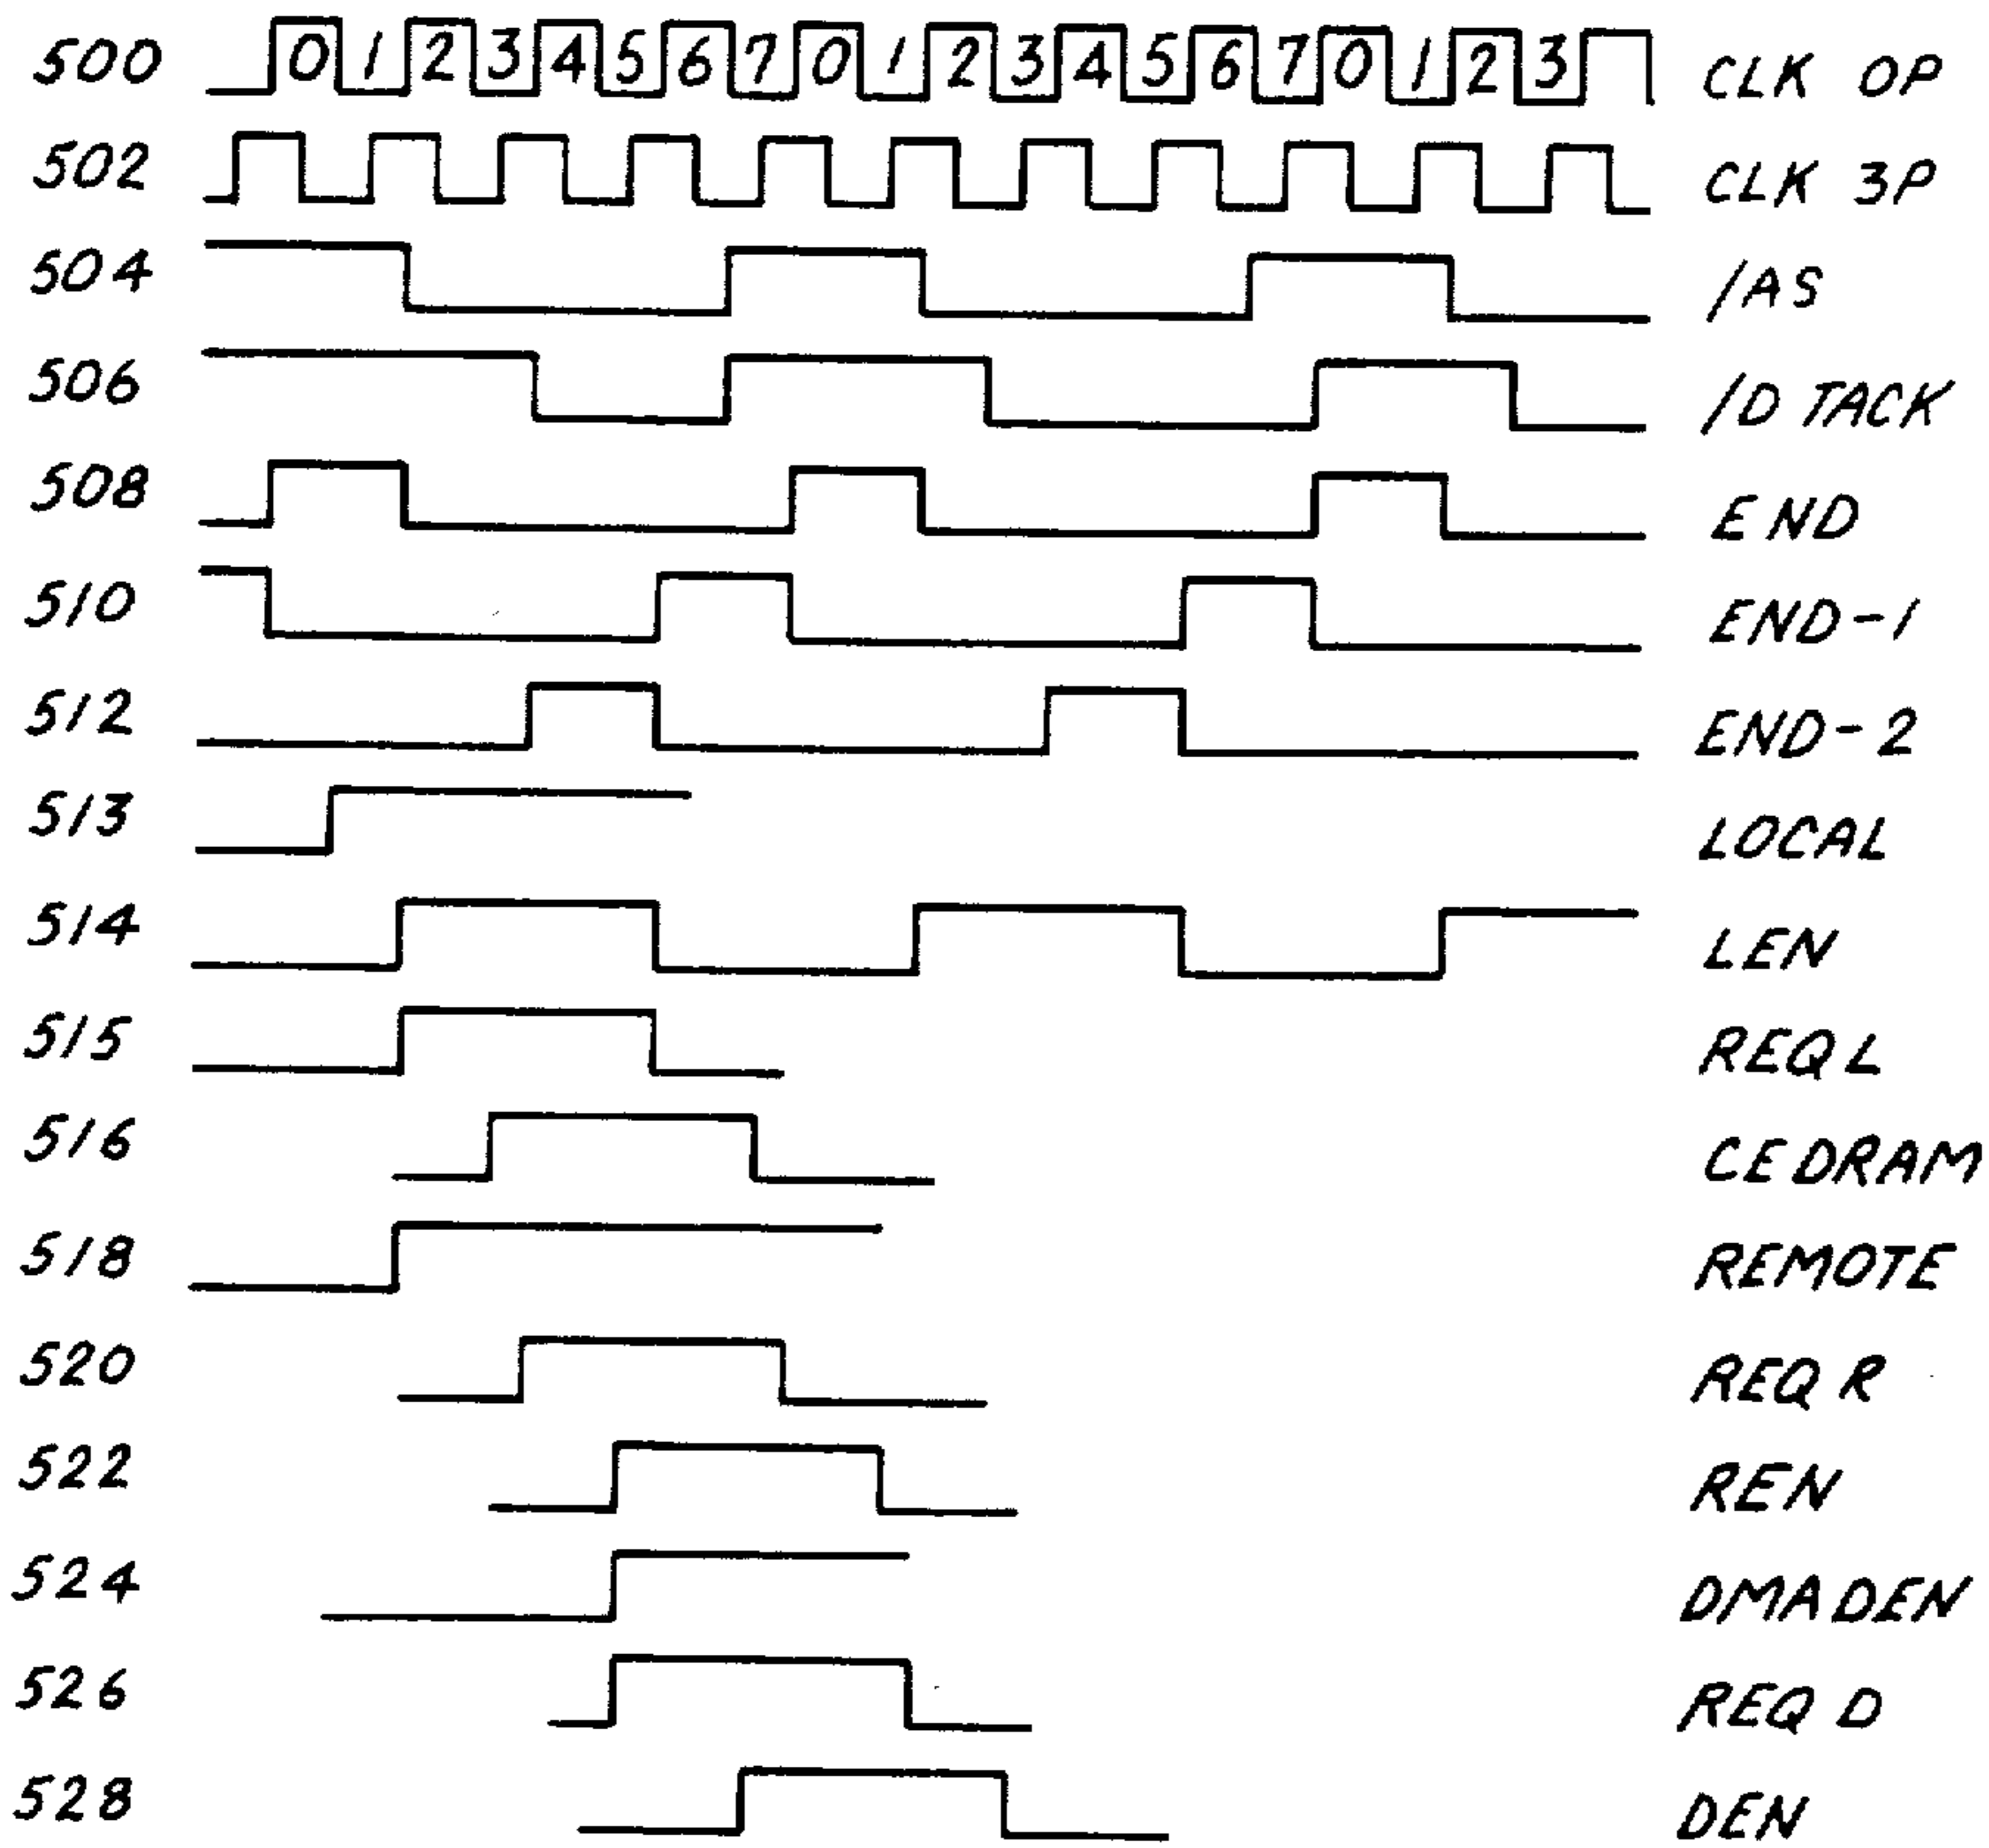 500 0 1 2 3 4 5 6 7 0 1 2 3 4 5 6 7 0 1 2 3 CLK OP
502 CLK 3P
504 /AS
506 /D TACK
508 END
510 END-1
512 END-2
513 LOCAL
514 LEN
515 REQ L
516 CE DRAM
518 REMOTE
520 REQ R
522 REN
524 DMA DEN
526 REQ D
528 DEN